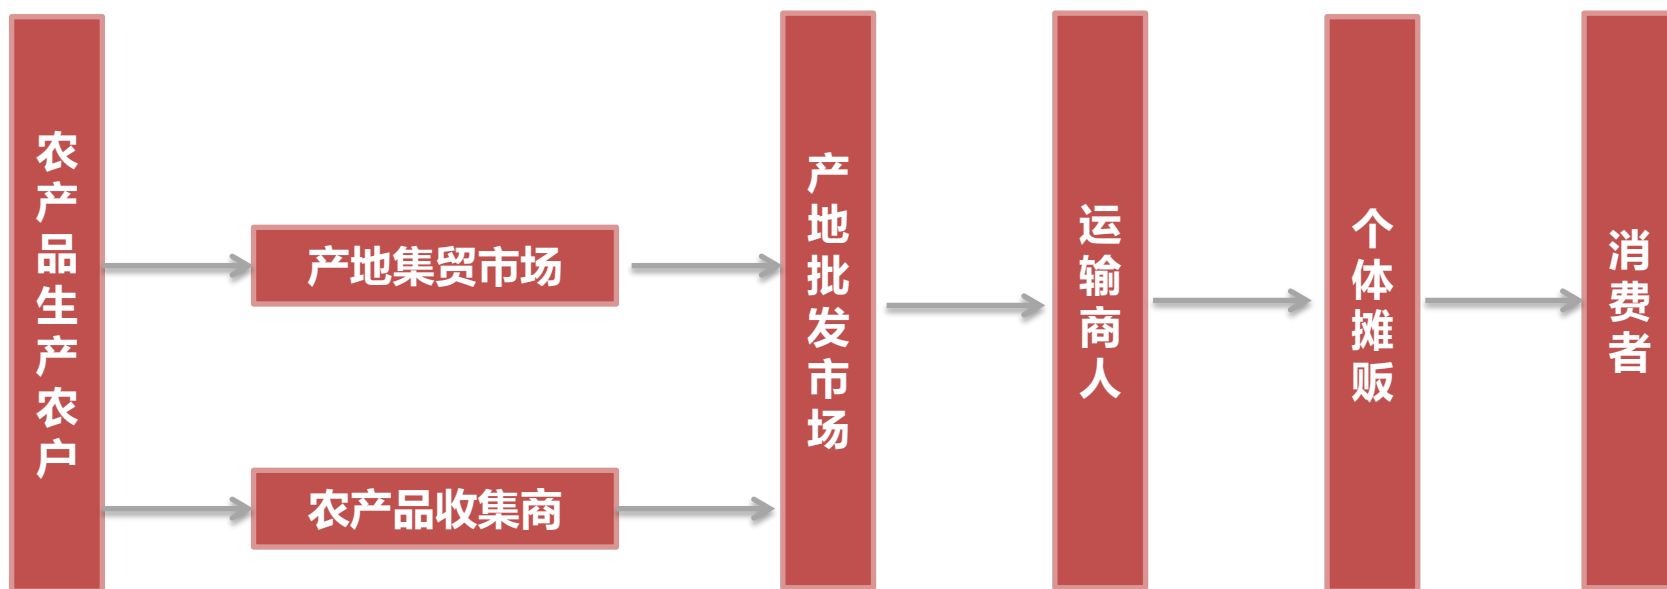 农产品生产农户
产地集贸市场
农产品收集商
产地批发市场
运输商人
个体摊贩
消费者